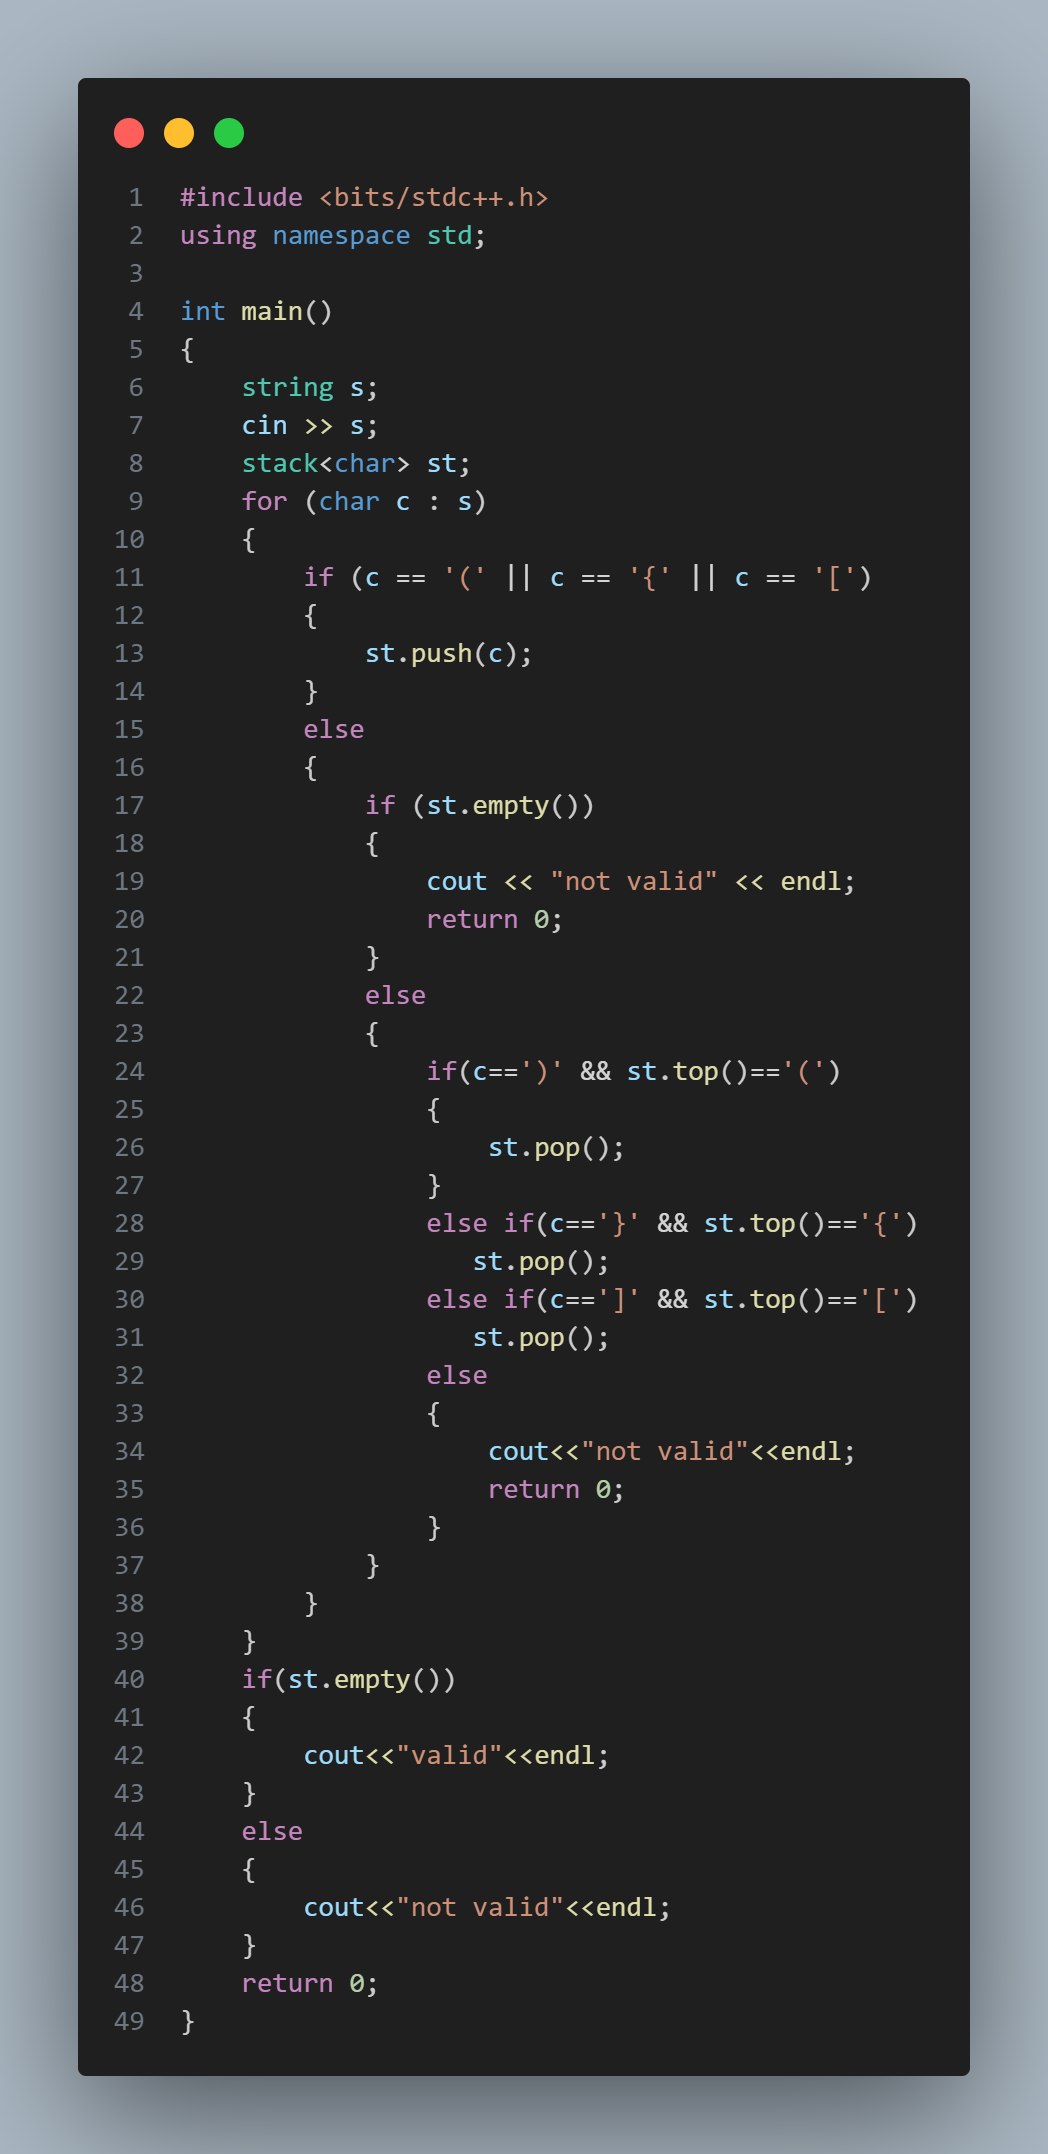 1 #include <bits/stdc++.h>
2 using namespace std;
3
4 int main()
5 {
6     string s;
7     cin >> s;
8     stack<char> st;
9     for (char c : s)
10     {
11         if (c == '(' || c == '{' || c == '[')
12         {
13             st.push(c);
14         }
15         else
16         {
17             if (st.empty())
18             {
19                 cout << "not valid" << endl;
20                 return 0;
21             }
22             else
23             {
24                 if(c==')' && st.top()=='(')
25                 {
26                     st.pop();
27                 }
28                 else if(c=='}' && st.top()=='{')
29                    st.pop();
30                 else if(c==']' && st.top()=='[')
31                    st.pop();
32                 else
33                 {
34                     cout<<"not valid"<<endl;
35                     return 0;
36                 }
37             }
38         }
39     }
40     if(st.empty())
41     {
42         cout<<"valid"<<endl;
43     }
44     else
45     {
46         cout<<"not valid"<<endl;
47     }
48     return 0;
49 }